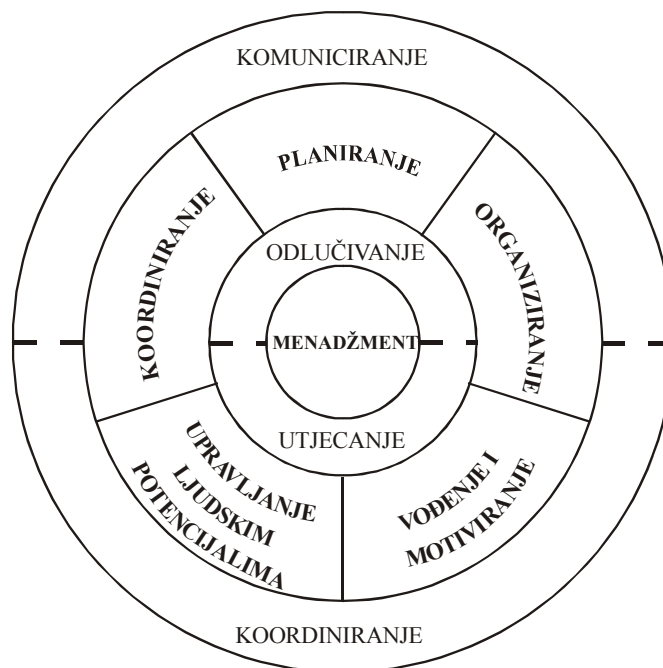 KOMUNICIRANJE
PLANIRANJE
KOORDINIRANJE
ORGANIZIRANJE
ODLUČIVANJE
MENADŽMENT
UTJECANJE
UPRAVLJANJE
LJUDSKIM
POTENCIJALIMA
VOĐENJE I
MOTIVIRANJE
KOORDINIRANJE